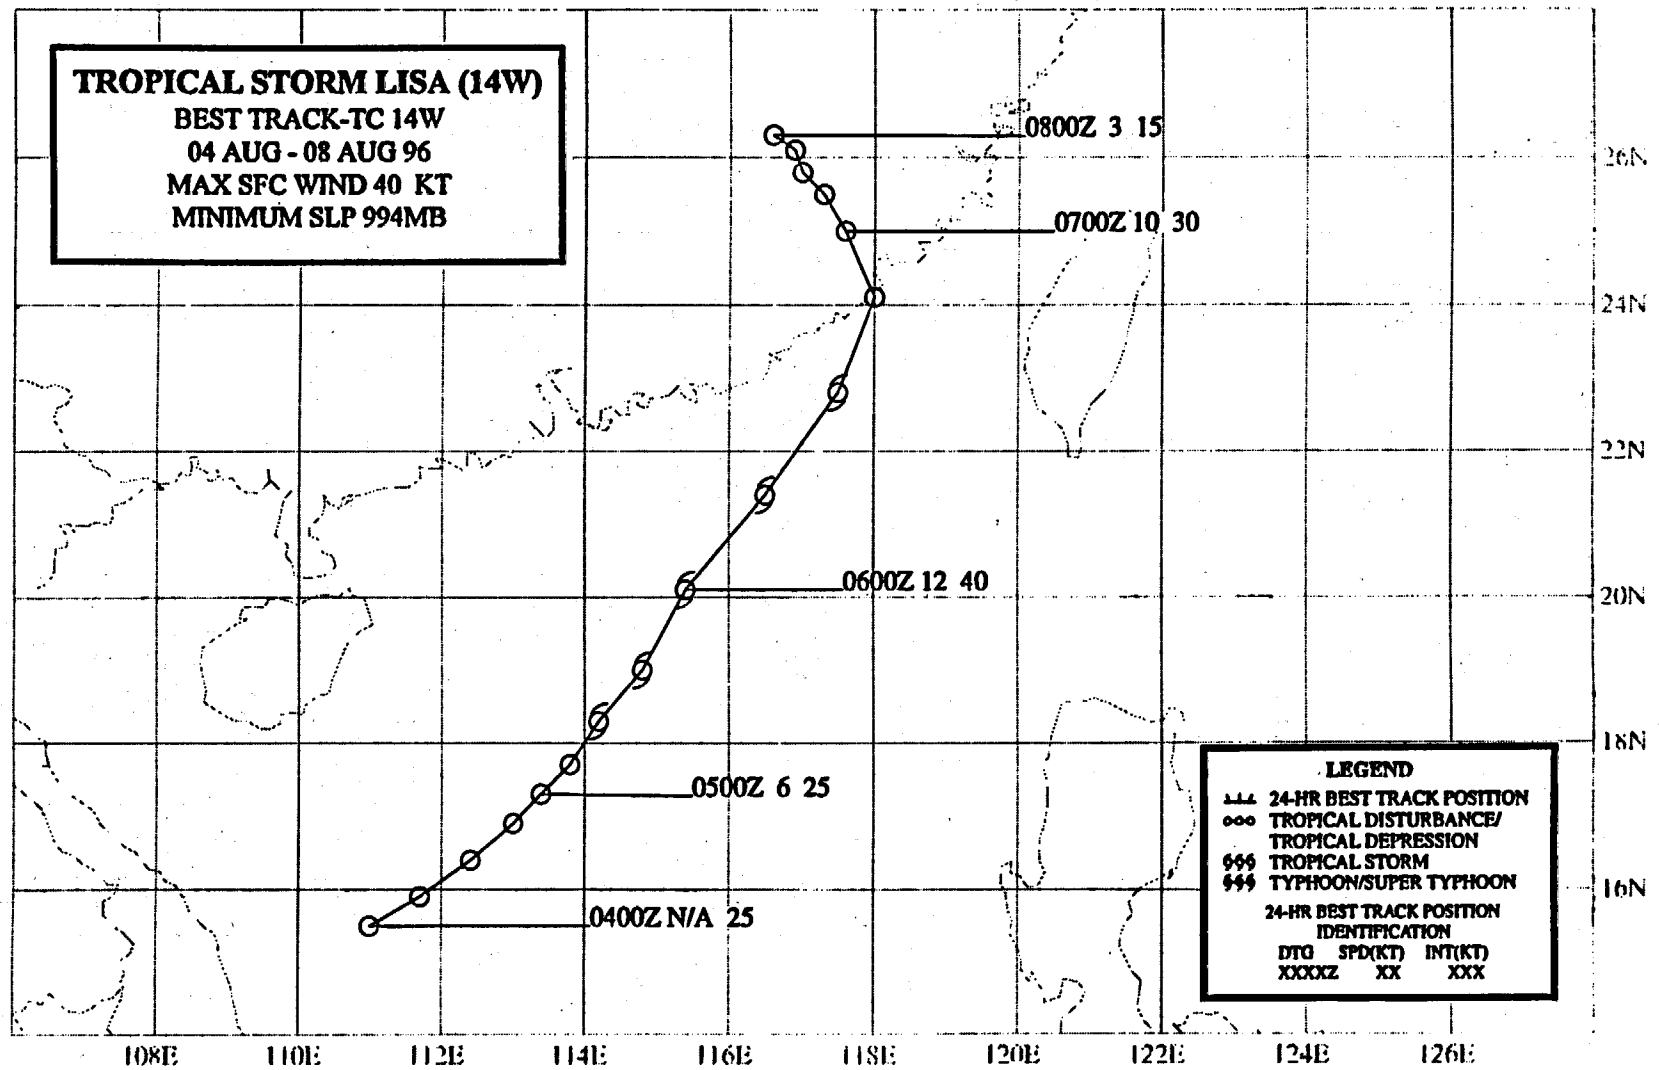 TROPICAL STORM LISA (14W)
BEST TRACK-TC 14W
04 AUG - 08 AUG 96
MAX SFC WIND 40 KT
MINIMUM SLP 994MB
0800Z 3 15
26N
0700Z 10 30
24N
22N
0600Z 12 40
20N
18N
0500Z 6 25
16N
0400Z N/A 25
LEGEND
24-HR BEST TRACK POSITION
TROPICAL DISTURBANCE/
TROPICAL DEPRESSION
TROPICAL STORM
TYPHOON/SUPER TYPHOON
24-HR BEST TRACK POSITION
IDENTIFICATION
DTG SPD(KT) INT(KT)
XXXXZ XX XXX
108E 110E 112E 114E 116E 118E 120E 122E 124E 126E